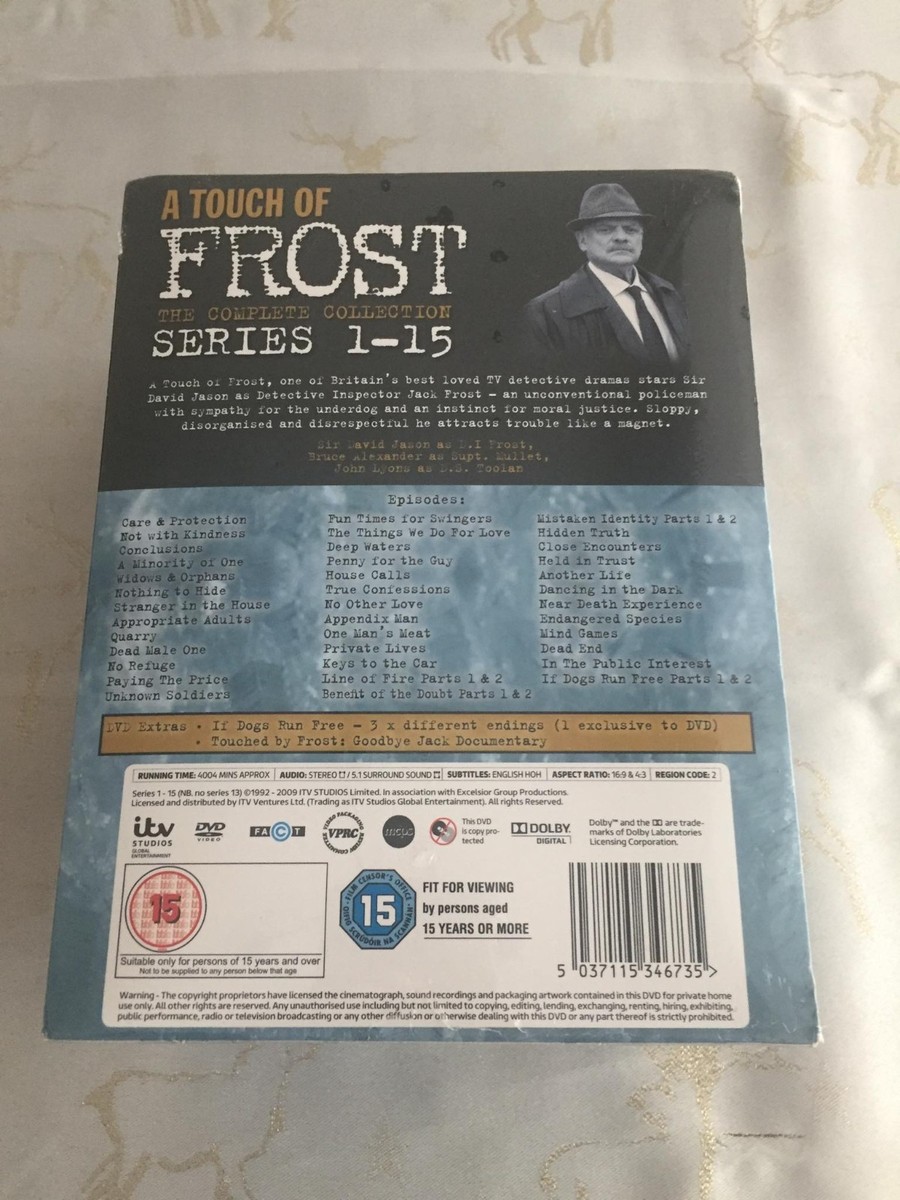 A TOUCH OF
FROST
THE COMPLETE COLLECTION
SERIES 1-15
A Touch of Frost, one of Britain's best loved TV detective dramas stars Sir
David Jason as Detective Inspector Jack Frost – an unconventional policeman
with sympathy for the underdog and an instinct for moral justice. Sloppy,
disorganised and disrespectful he attracts trouble like a magnet.
Sir David Jason as D.I Frost,
Bruce Alexander as Supt. Mullet,
John Lyons as D.S. Toolan
Episodes:
Care & Protection
Not with Kindness
Conclusions
A Minority of One
Widows & Orphans
Nothing to Hide
Stranger in the House
Appropriate Adults
Quarry
Dead Male One
No Refuge
Paying The Price
Unknown Soldiers
Fun Times for Swingers
The Things We Do For Love
Deep Waters
Penny for the Guy
House Calls
True Confessions
No Other Love
Appendix Man
One Man's Meat
Private Lives
Keys to the Car
Line of Fire Parts 1 & 2
Benefit of the Doubt Parts 1 & 2
Mistaken Identity Parts 1 & 2
Hidden Truth
Close Encounters
Held in Trust
Another Life
Dancing in the Dark
Near Death Experience
Endangered Species
Mind Games
Dead End
In The Public Interest
If Dogs Run Free Parts 1 & 2
DVD Extras • If Dogs Run Free – 3 x different endings (1 exclusive to DVD)
• Touched by Frost: Goodbye Jack Documentary
RUNNING TIME: 4004 MINS APPROX | AUDIO: STEREO / 5.1 SURROUND SOUND | SUBTITLES: ENGLISH HOH | ASPECT RATIO: 16:9 & 4:3 | REGION CODE: 2
Series 1 - 15 (NB. no series 13) ©1992 - 2009 ITV STUDIOS Limited. In association with Excelsior Group Productions.
Licensed and distributed by ITV Ventures Ltd. (Trading as ITV Studios Global Entertainment). All rights Reserved.
itv
STUDIOS
GLOBAL
ENTERTAINMENT
DVD
VIDEO
FACT
VIDEO PACKAGING REVIEW COMMITTEE
VPRC
mcps
This DVD
is copy pro-
tected
DOLBY
DIGITAL
Dolby™ and the are trade-
marks of Dolby Laboratories
Licensing Corporation.
15
Suitable only for persons of 15 years and over
Not to be supplied to any person below that age
FILM CENSOR'S OFFICE
15
OIFIG SCRÚDÓIR NA SCANNÁN
FIT FOR VIEWING
by persons aged
15 YEARS OR MORE
5 037115 346735 >
Warning - The copyright proprietors have licensed the cinematograph, sound recordings and packaging artwork contained in this DVD for private home
use only. All other rights are reserved. Any unauthorised use including but not limited to copying, editing, lending, exchanging, renting, hiring, exhibiting,
public performance, radio or television broadcasting or any other diffusion or otherwise dealing with this DVD or any part thereof is strictly prohibited.